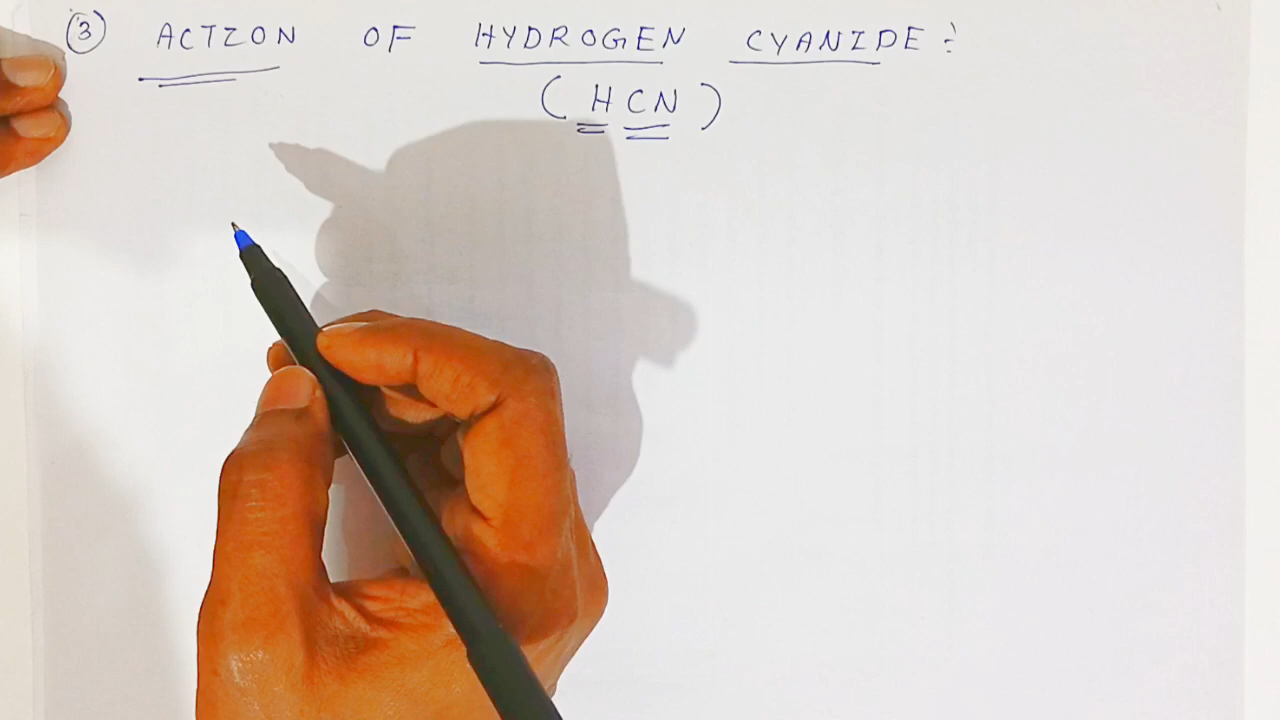 ③ ACTION OF HYDROGEN CYANIDE :-
(HCN)